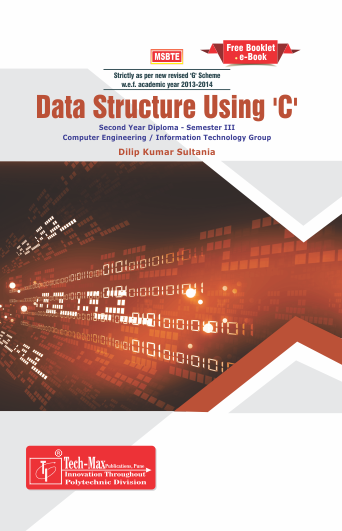 MSBTE
Free Booklet
+ e-Book
Strictly as per new revised 'G' Scheme
w.e.f. academic year 2013-2014
Data Structure Using 'C'
Second Year Diploma - Semester III
Computer Engineering / Information Technology Group
Dilip Kumar Sultania
®
Tech-Max Publications, Pune
Innovation Throughout
Polytechnic Division